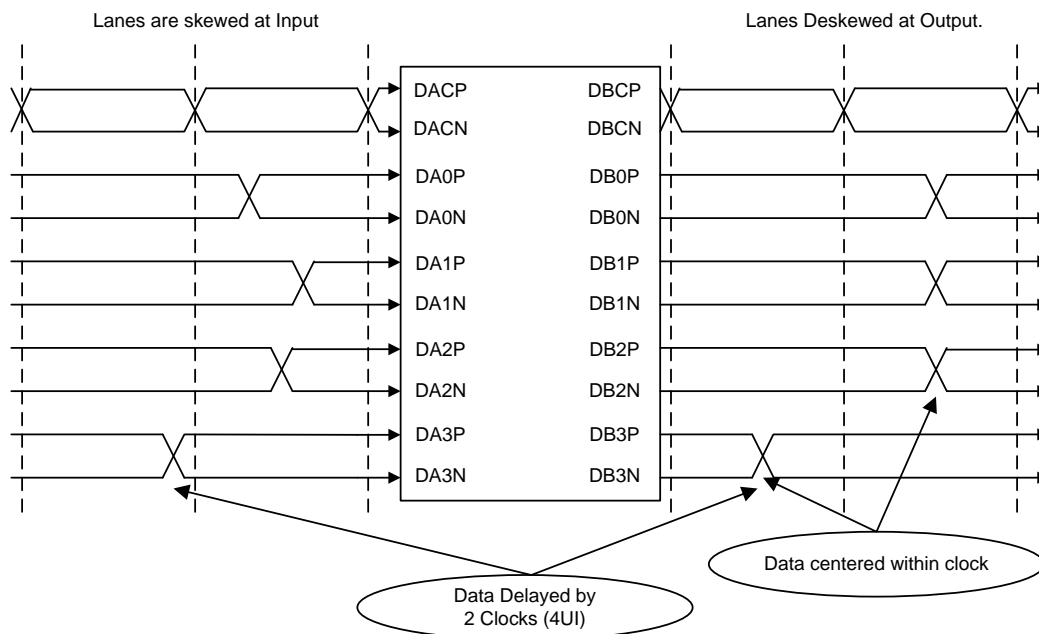 Lanes are skewed at Input
Lanes Deskewed at Output.
DACP
DBCP
DACN
DBCN
DA0P
DB0P
DA0N
DB0N
DA1P
DB1P
DA1N
DB1N
DA2P
DB2P
DA2N
DB2N
DA3P
DB3P
DA3N
DB3N
Data centered within clock
Data Delayed by
2 Clocks (4UI)